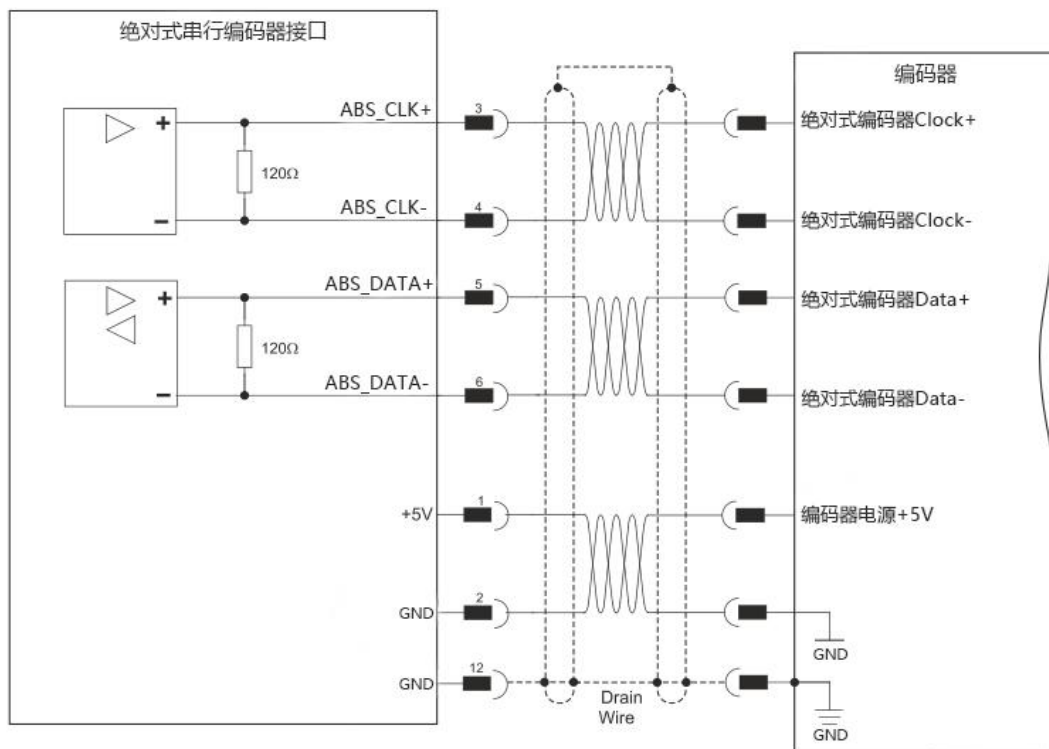 绝对式串行编码器接口
编码器
ABS_CLK+
3
绝对式编码器Clock+
+
120Ω
-
ABS_CLK-
4
绝对式编码器Clock-
ABS_DATA+
5
绝对式编码器Data+
+
120Ω
-
ABS_DATA-
6
绝对式编码器Data-
+5V
1
编码器电源+5V
GND
2
GND
GND
12
Drain
Wire
GND